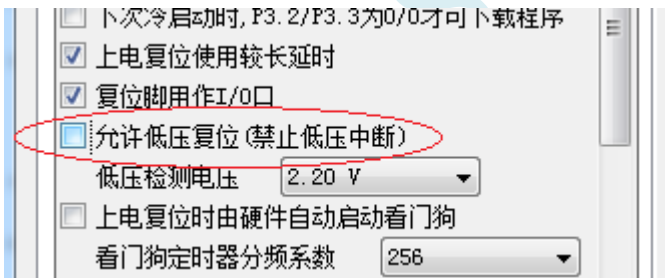 下次冷启动时,P3.2/P3.3为0/0才可下载程序
上电复位使用较长延时
复位脚用作I/O口
允许低压复位(禁止低压中断)
低压检测电压 2.20 V
上电复位时由硬件自动启动看门狗
看门狗定时器分频系数 256